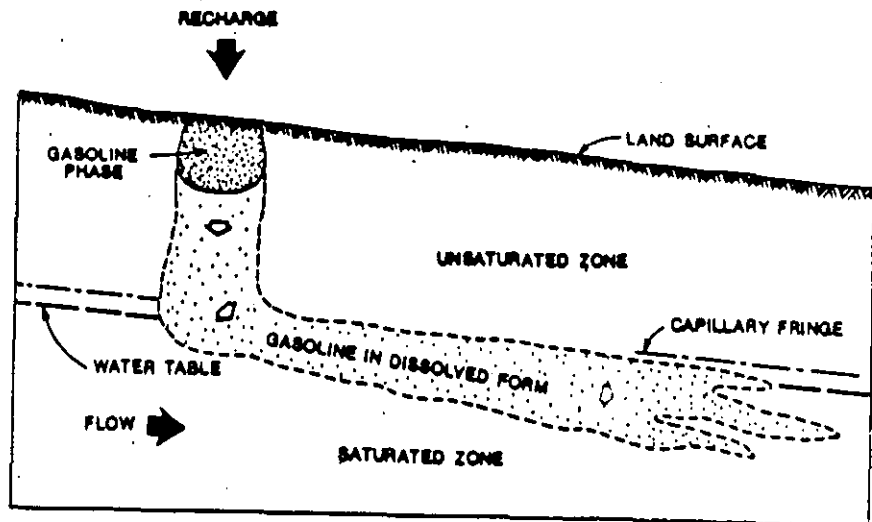 RECHARGE
LAND SURFACE
GASOLINE
PHASE
UNSATURATED ZONE
CAPILLARY FRINGE
GASOLINE IN DISSOLVED FORM
WATER TABLE
FLOW
SATURATED ZONE